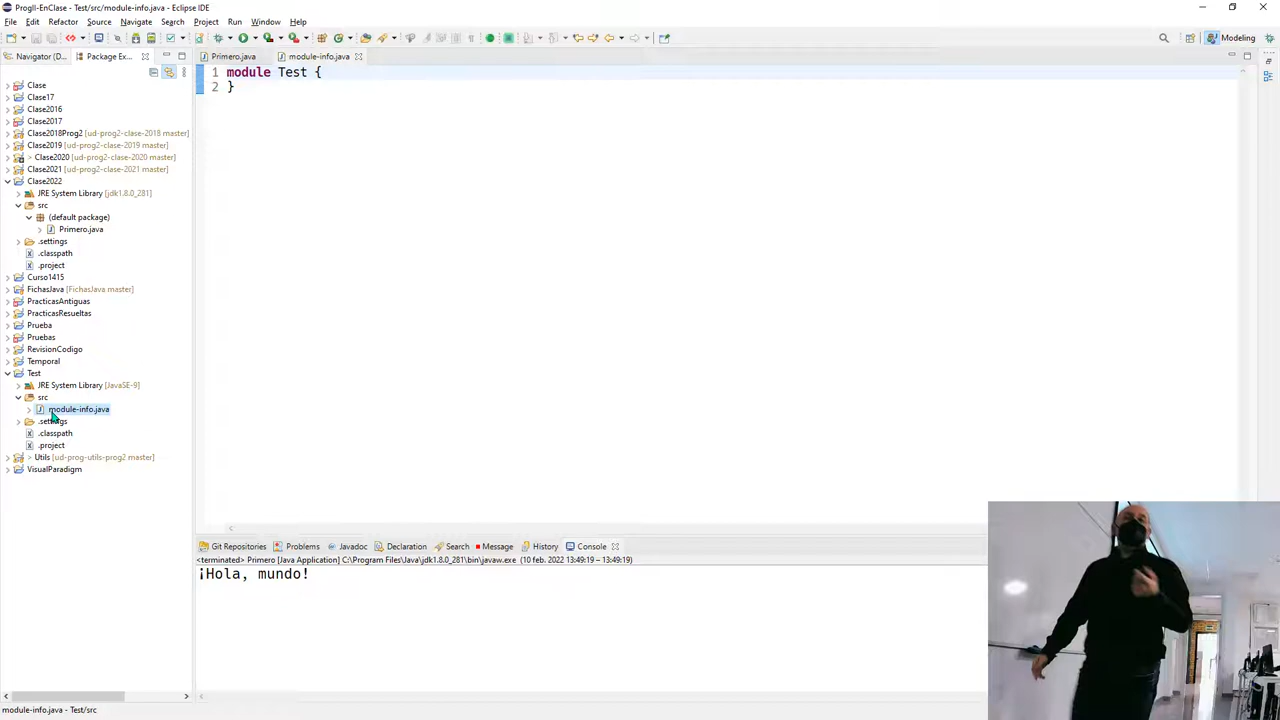 ProgII-EnClase - Test/src/module-info.java - Eclipse IDE
File Edit Refactor Source Navigate Search Project Run Window Help
Modeling
Navigator (D...
Package Ex...
Primero.java
module-info.java
Clase
Clase17
Clase2016
Clase2017
Clase2018Prog2 [ud-prog2-clase-2018 master]
Clase2019 [ud-prog2-clase-2019 master]
> Clase2020 [ud-prog2-clase-2020 master]
Clase2021 [ud-prog2-clase-2021 master]
Clase2022
JRE System Library [jdk1.8.0_281]
src
(default package)
Primero.java
.settings
.classpath
.project
Curso1415
FichasJava [FichasJava master]
PracticasAntiguas
PracticasResueltas
Prueba
Pruebas
RevisionCodigo
Temporal
Test
JRE System Library [JavaSE-9]
src
module-info.java
.settings
.classpath
.project
> Utils [ud-prog-utils-prog2 master]
VisualParadigm
1 module Test {
2 }
Git Repositories Problems Javadoc Declaration Search Message History Console
<terminated> Primero [Java Application] C:\Program Files\Java\jdk1.8.0_281\bin\javaw.exe (10 feb. 2022 13:49:19 – 13:49:19)
¡Hola, mundo!
module-info.java - Test/src